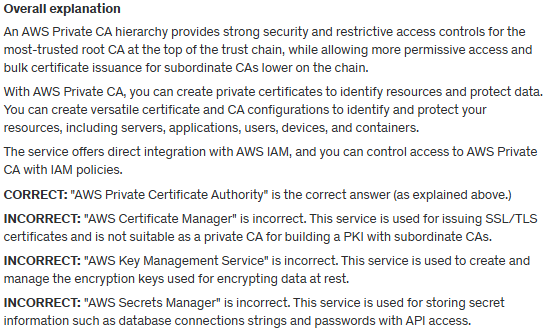 Overall explanation
An AWS Private CA hierarchy provides strong security and restrictive access controls for the
most-trusted root CA at the top of the trust chain, while allowing more permissive access and
bulk certificate issuance for subordinate CAs lower on the chain.
With AWS Private CA, you can create private certificates to identify resources and protect data.
You can create versatile certificate and CA configurations to identify and protect your
resources, including servers, applications, users, devices, and containers.
The service offers direct integration with AWS IAM, and you can control access to AWS Private
CA with IAM policies.
CORRECT: "AWS Private Certificate Authority" is the correct answer (as explained above.)
INCORRECT: "AWS Certificate Manager" is incorrect. This service is used for issuing SSL/TLS
certificates and is not suitable as a private CA for building a PKI with subordinate CAs.
INCORRECT: "AWS Key Management Service" is incorrect. This service is used to create and
manage the encryption keys used for encrypting data at rest.
INCORRECT: "AWS Secrets Manager" is incorrect. This service is used for storing secret
information such as database connections strings and passwords with API access.